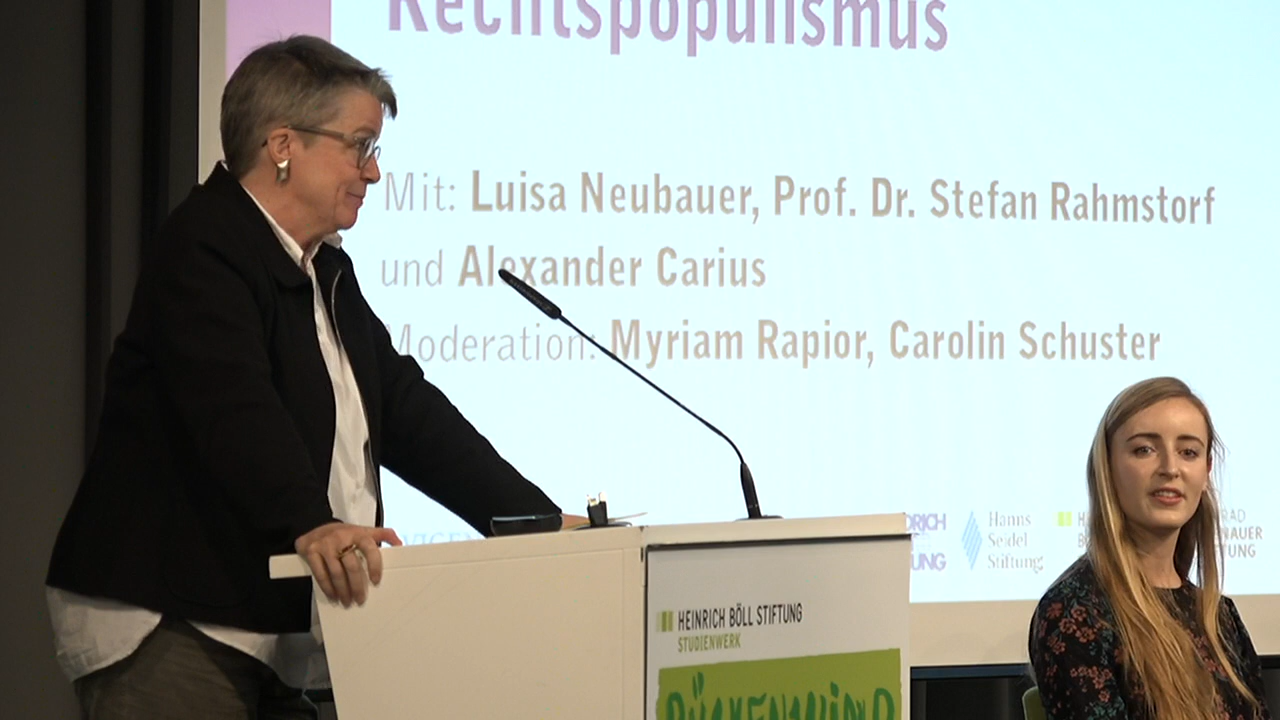 Rechtspopulismus
Mit: Luisa Neubauer, Prof. Dr. Stefan Rahmstorf
und Alexander Carius
Moderation: Myriam Rapior, Carolin Schuster
Hanns
Seidel
Stiftung
HEINRICH BÖLL STIFTUNG
STUDIENWERK
RÜCKENWIND